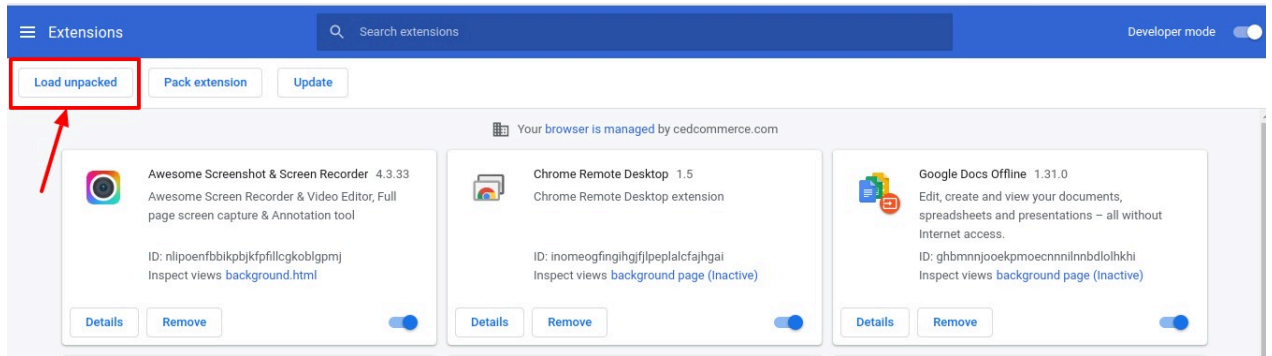 Extensions
Search extensions
Developer mode
Load unpacked
Pack extension
Update
Your browser is managed by cedcommerce.com
Awesome Screenshot & Screen Recorder 4.3.33
Awesome Screen Recorder & Video Editor, Full
page screen capture & Annotation tool
ID: nlipoenfbbikpbjkfpfillcgkoblgpmj
Inspect views background.html
Details
Remove
Chrome Remote Desktop 1.5
Chrome Remote Desktop extension
ID: inomeogfingihgjfjlpeplalcfajhgai
Inspect views background page (Inactive)
Details
Remove
Google Docs Offline 1.31.0
Edit, create and view your documents,
spreadsheets and presentations – all without
Internet access.
ID: ghbmnnjooekpmoecnnnilnnbdlolhkhi
Inspect views background page (Inactive)
Details
Remove